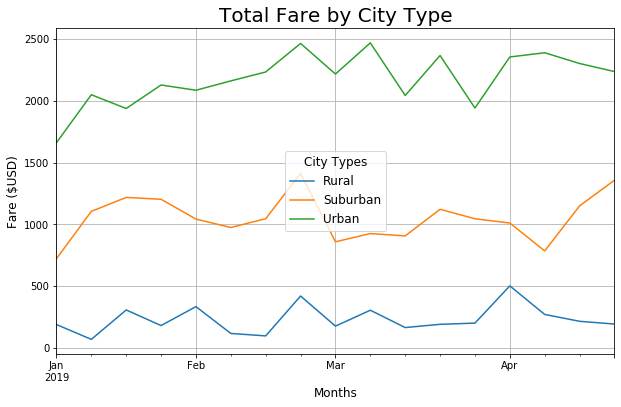 Total Fare by City Type
Fare ($USD)
2500
2000
1500
1000
500
0
City Types
Rural
Suburban
Urban
Jan
2019
Feb
Mar
Apr
Months